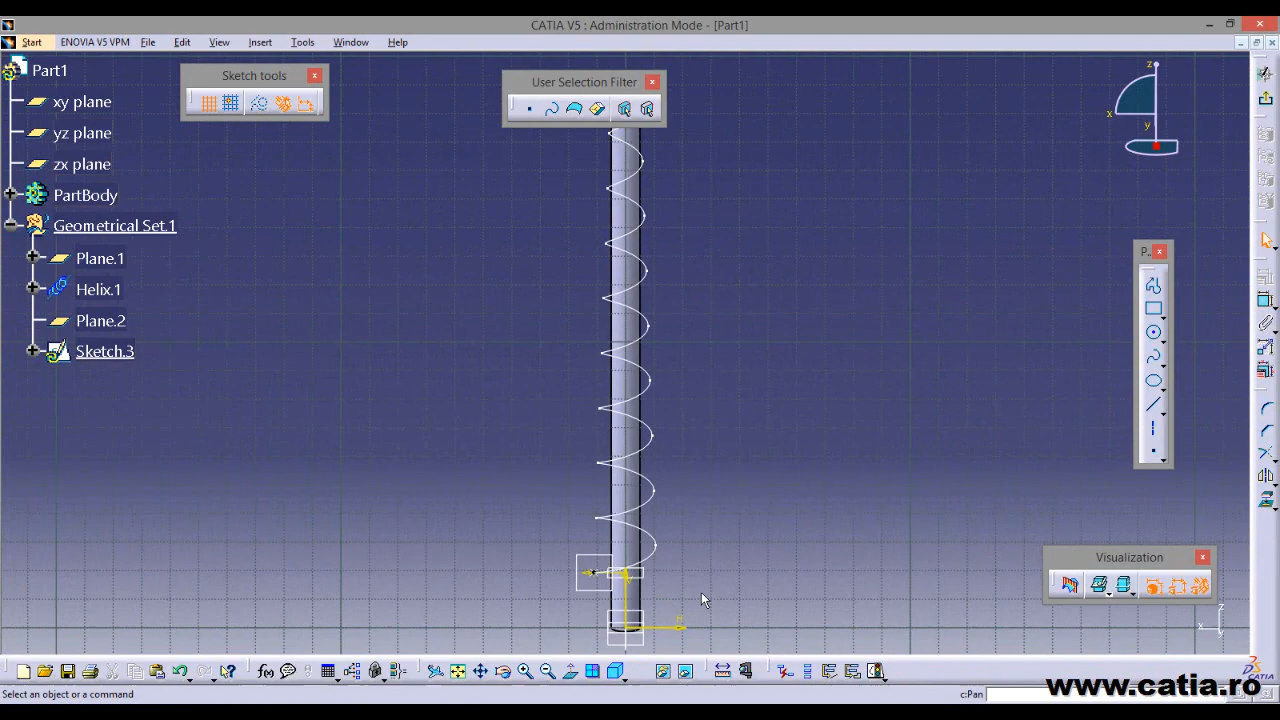 CATIA V5 : Administration Mode - [Part1]
Start ENOVIA V5 VPM File Edit View Insert Tools Window Help
Part1
xy plane
yz plane
zx plane
PartBody
Geometrical Set.1
Plane.1
Helix.1
Plane.2
Sketch.3
Sketch tools
User Selection Filter
z
x
y
P..
Visualization
H
z
x
y
f(x)
CATIA
Select an object or a command
c:Pan
www.catia.ro